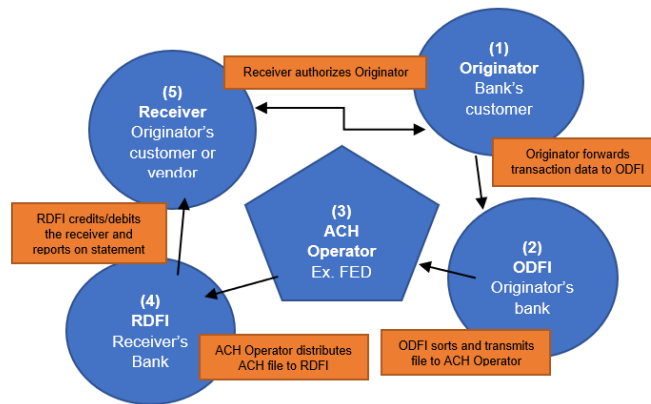 (1)
Originator
Bank's
customer
Receiver authorizes Originator
(5)
Receiver
Originator's
customer or
vendor
Originator forwards
transaction data to ODFI
(3)
ACH
Operator
Ex. FED
(2)
ODFI
Originator's
bank
RDFI credits/debits
the receiver and
reports on statement
(4)
RDFI
Receiver's
Bank
ACH Operator distributes
ACH file to RDFI
ODFI sorts and transmits
file to ACH Operator